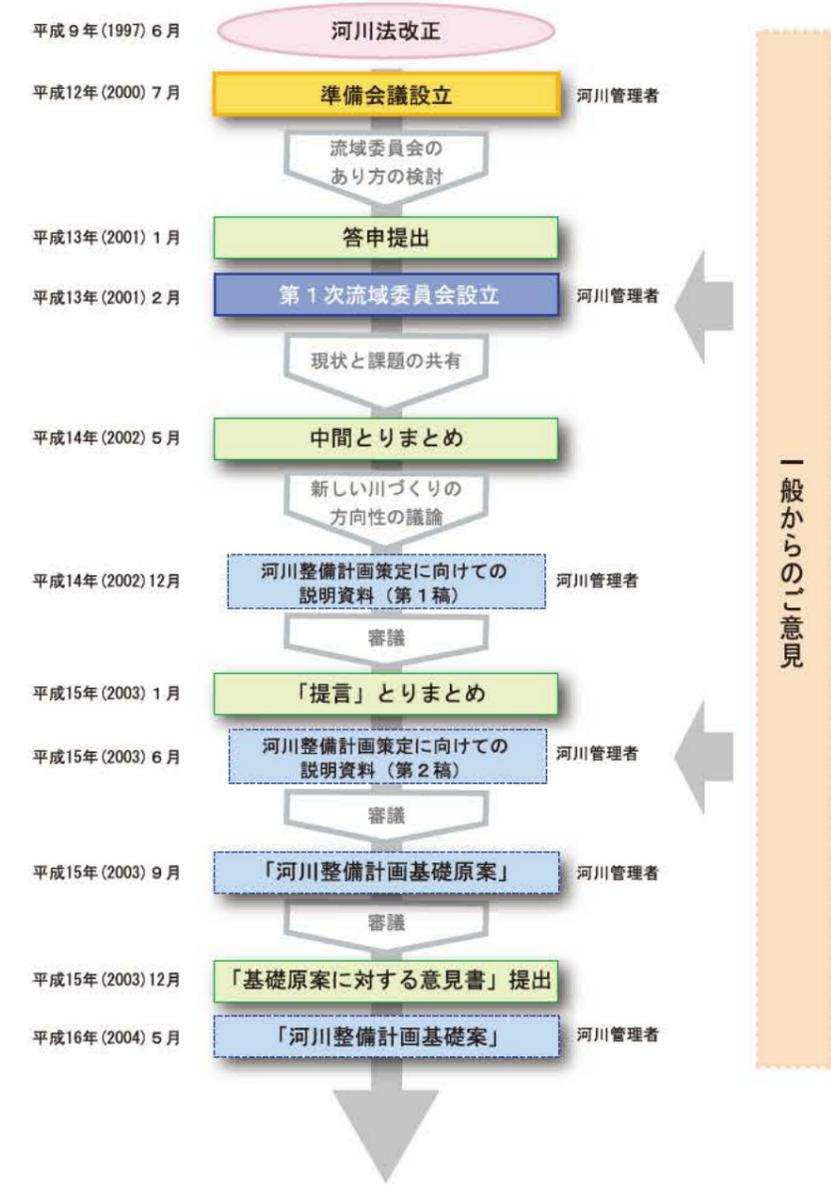 平成9年(1997)6月
河川法改正
平成12年(2000)7月
準備会議設立
河川管理者
流域委員会の
あり方の検討
平成13年(2001)1月
答申提出
平成13年(2001)2月
第1次流域委員会設立
河川管理者
現状と課題の共有
平成14年(2002)5月
中間とりまとめ
新しい川づくりの
方向性の議論
平成14年(2002)12月
河川整備計画策定に向けての
説明資料（第1稿）
河川管理者
審議
平成15年(2003)1月
「提言」とりまとめ
平成15年(2003)6月
河川整備計画策定に向けての
説明資料（第2稿）
河川管理者
審議
平成15年(2003)9月
「河川整備計画基礎原案」
河川管理者
審議
平成15年(2003)12月
「基礎原案に対する意見書」提出
平成16年(2004)5月
「河川整備計画基礎案」
河川管理者
一般からのご意見